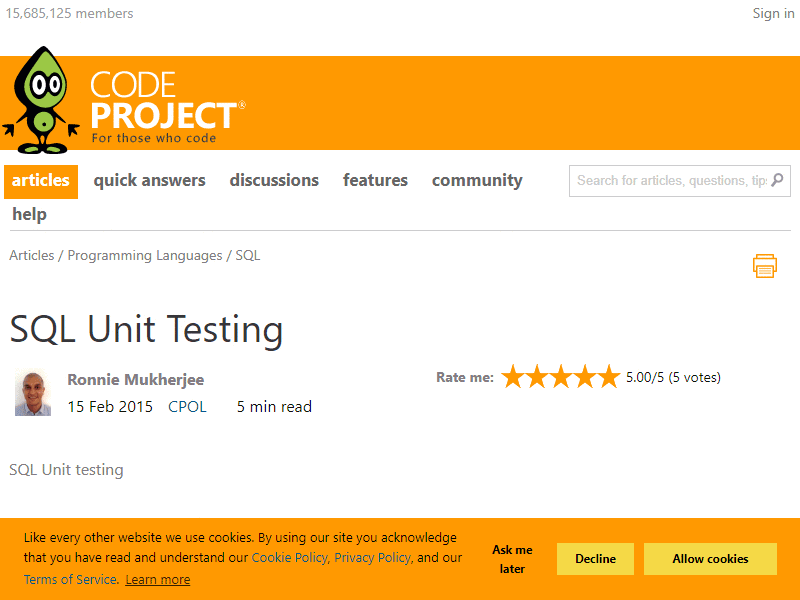 15,685,125 members
Sign in
CODE
PROJECT®
For those who code
articles quick answers discussions features community
Search for articles, questions, tips
help
Articles / Programming Languages / SQL
SQL Unit Testing
Ronnie Mukherjee
Rate me: 5.00/5 (5 votes)
15 Feb 2015 CPOL 5 min read
SQL Unit testing
Like every other website we use cookies. By using our site you acknowledge
that you have read and understand our Cookie Policy, Privacy Policy, and our
Terms of Service. Learn more
Ask me
later
Decline
Allow cookies